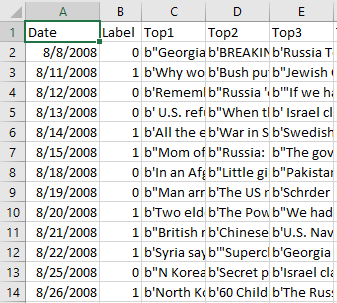 A B C D E
1 Date Label Top1 Top2 Top3
2 8/8/2008 0 b"Georgia b'BREAKIN b'Russia T
3 8/11/2008 1 b'Why wo b'Bush put b"Jewish
4 8/12/2008 0 b'Rememb b"Russia ' b'"If we ha
5 8/13/2008 0 b' U.S. refu b"When th b' Israel cl
6 8/14/2008 1 b'All the e b'War in S b'Swedish
7 8/15/2008 1 b"Mom of b"Russia: b"The gov
8 8/18/2008 0 b'In an Afg b"Little gi b"Pakistan
9 8/19/2008 0 b"Man arr b'The US m b'Schrder
10 8/20/2008 1 b'Two eld b'The Pow b"We had
11 8/21/2008 1 b"British r b'Chinese b'U.S. Nav
12 8/22/2008 1 b'Syria say b'"Superc b'Georgia
13 8/25/2008 0 b"N Korea b'Secret p b'Israel cl
14 8/26/2008 1 b'North Ko b'60 Child b'The Rus